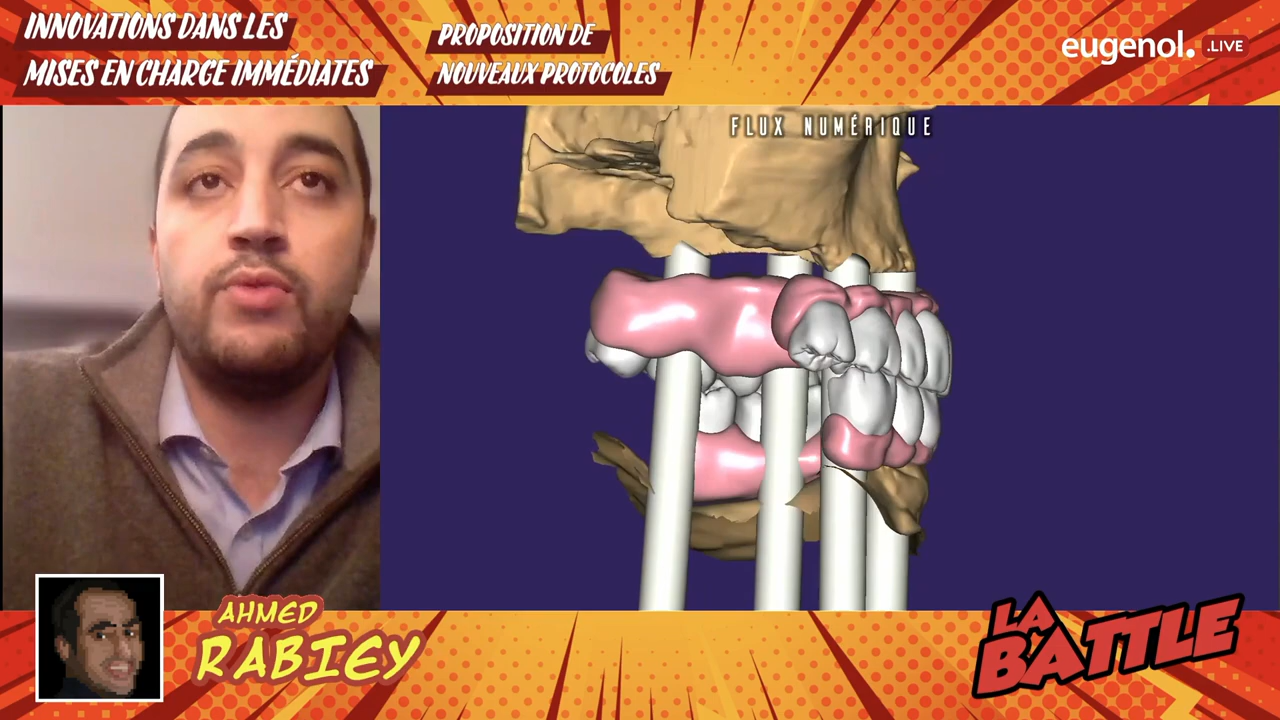 INNOVATIONS DANS LES
MISES EN CHARGE IMMÉDIATES
PROPOSITION DE
NOUVEAUX PROTOCOLES
eugenol. .LIVE
FLUX NUMÉRIQUE
AHMED
RABIEY
LA
BATTLE